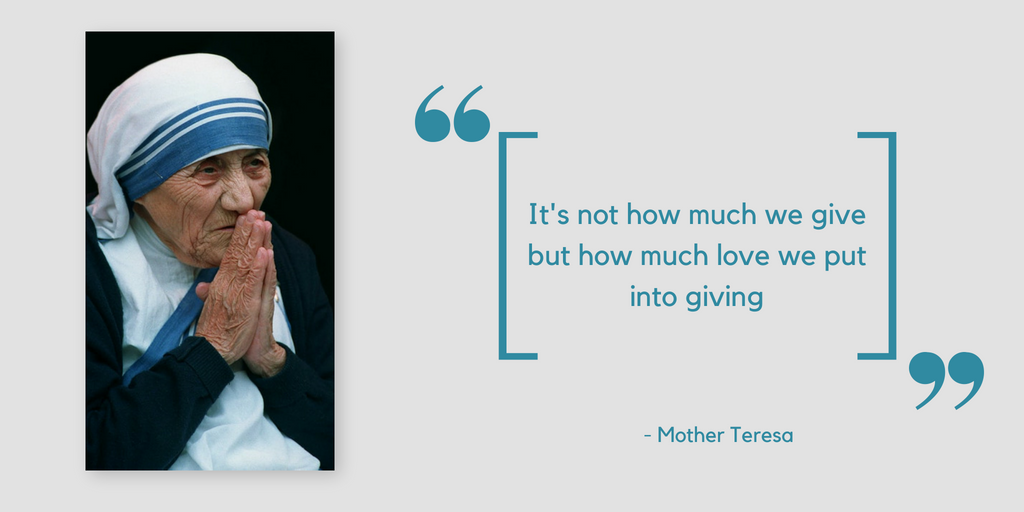 “
It's not how much we give
but how much love we put
into giving
”
- Mother Teresa